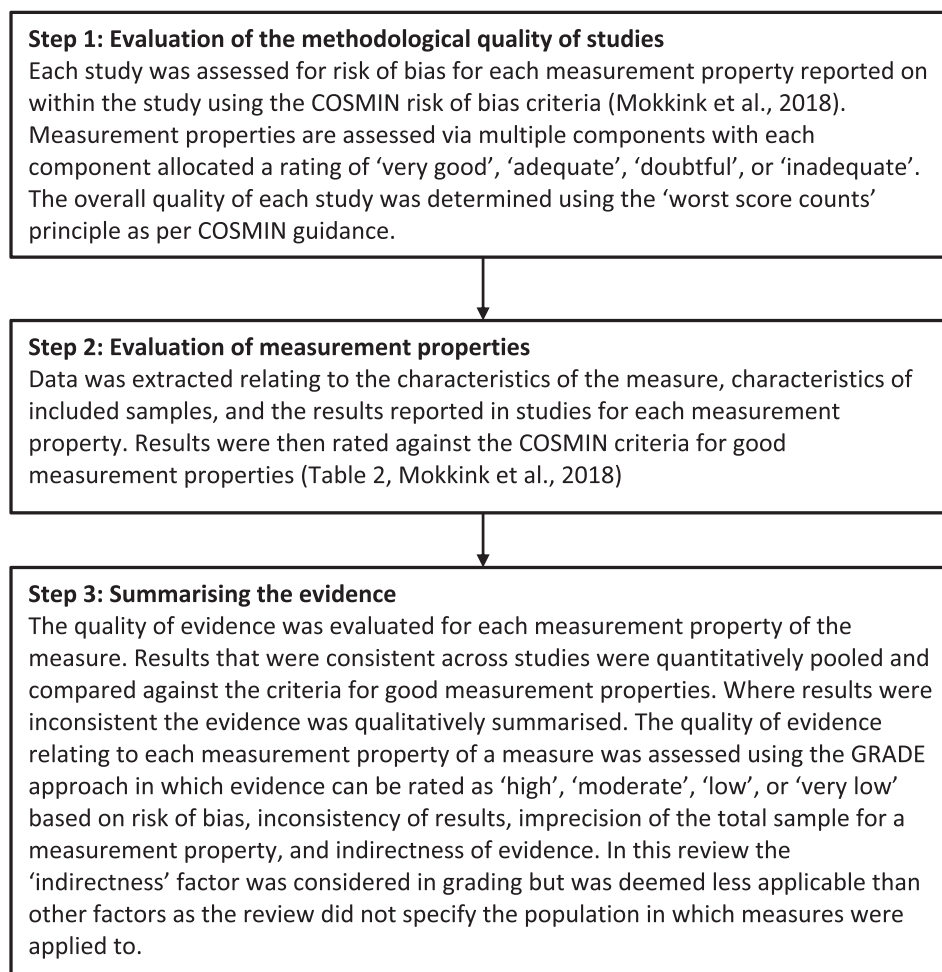 Step 1: Evaluation of the methodological quality of studies
Each study was assessed for risk of bias for each measurement property reported on
within the study using the COSMIN risk of bias criteria (Mokkink et al., 2018).
Measurement properties are assessed via multiple components with each
component allocated a rating of ‘very good’, ‘adequate’, ‘doubtful’, or ‘inadequate’.
The overall quality of each study was determined using the ‘worst score counts’
principle as per COSMIN guidance.
Step 2: Evaluation of measurement properties
Data was extracted relating to the characteristics of the measure, characteristics of
included samples, and the results reported in studies for each measurement
property. Results were then rated against the COSMIN criteria for good
measurement properties (Table 2, Mokkink et al., 2018)
Step 3: Summarising the evidence
The quality of evidence was evaluated for each measurement property of the
measure. Results that were consistent across studies were quantitatively pooled and
compared against the criteria for good measurement properties. Where results were
inconsistent the evidence was qualitatively summarised. The quality of evidence
relating to each measurement property of a measure was assessed using the GRADE
approach in which evidence can be rated as ‘high’, ‘moderate’, ‘low’, or ‘very low’
based on risk of bias, inconsistency of results, imprecision of the total sample for a
measurement property, and indirectness of evidence. In this review the
‘indirectness’ factor was considered in grading but was deemed less applicable than
other factors as the review did not specify the population in which measures were
applied to.